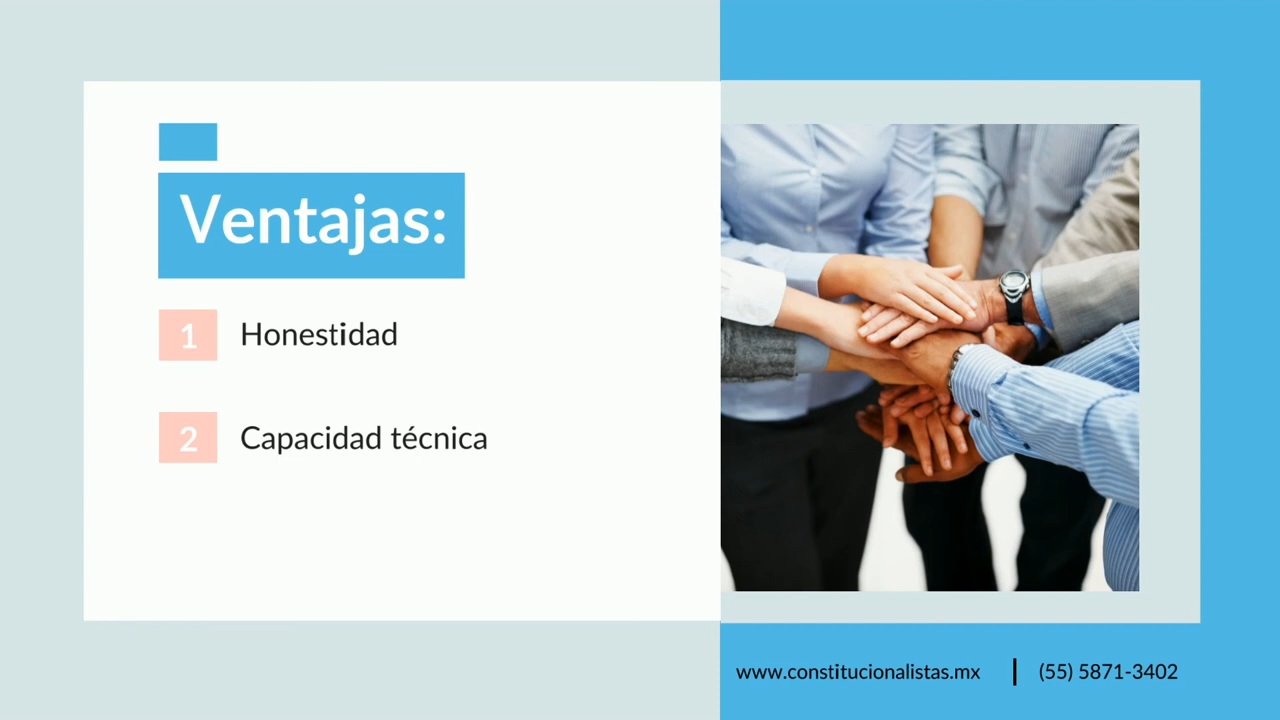 Ventajas:
1 Honestidad
2 Capacidad técnica
www.constitucionalistas.mx | (55) 5871-3402